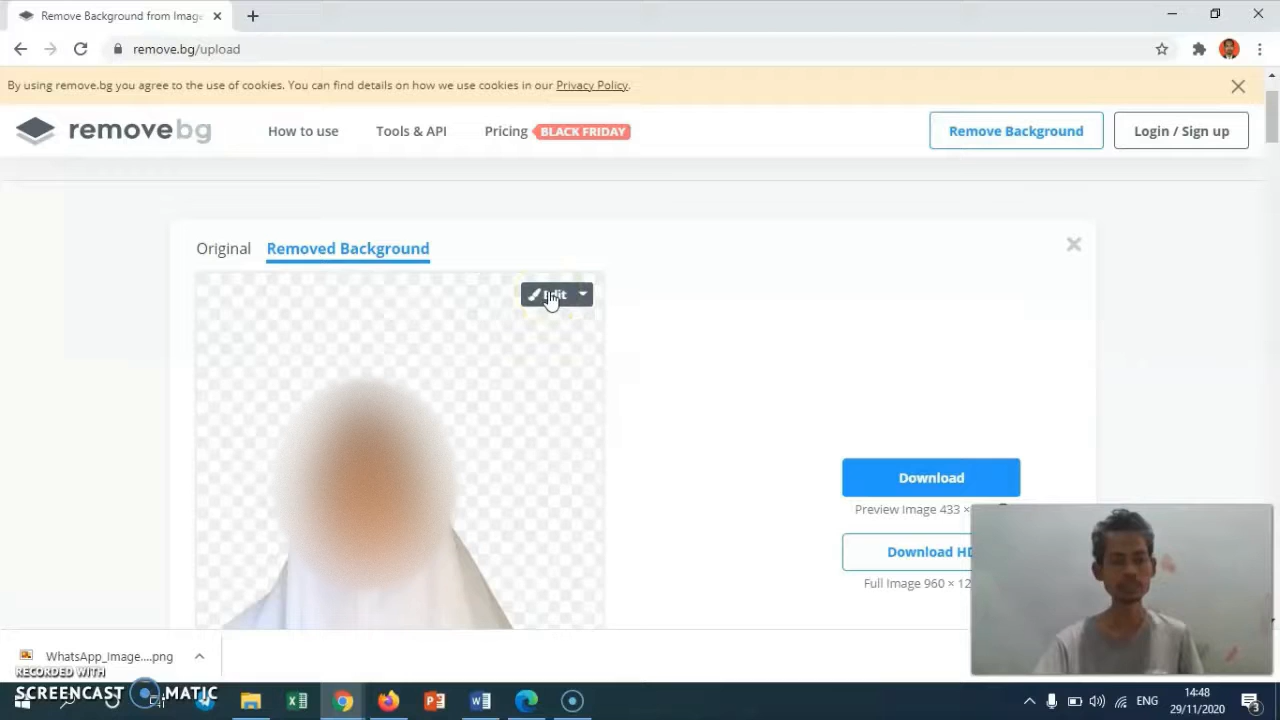 Remove Background from Imag
remove.bg/upload
By using remove.bg you agree to the use of cookies. You can find details on how we use cookies in our Privacy Policy.
removebg
How to use
Tools & API
Pricing
BLACK FRIDAY
Remove Background
Login / Sign up
Original
Removed Background
Edit
Download
Preview Image 433 ×
Download HD
Full Image 960 × 12
WhatsApp_Image....png
RECORDED WITH
SCREENCAST MATIC
ENG
14:48
29/11/2020
3